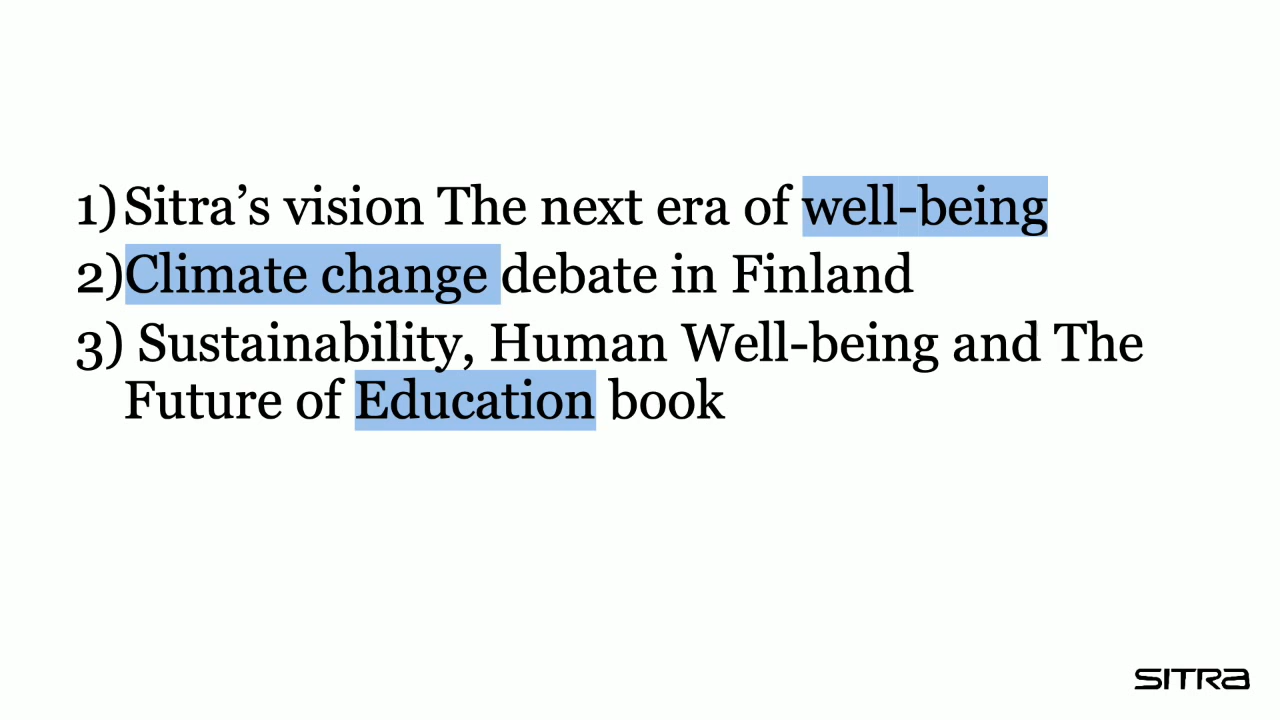 1) Sitra’s vision The next era of well-being
2) Climate change debate in Finland
3) Sustainability, Human Well-being and The
Future of Education book
SITRA